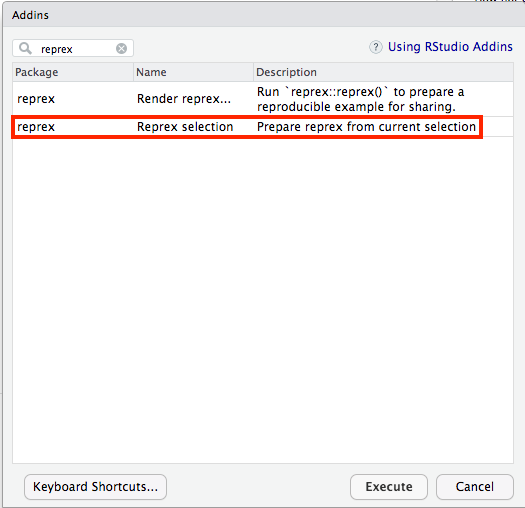 Addins
reprex
? Using RStudio Addins
Package Name Description
reprex Render reprex... Run `reprex::reprex()` to prepare a
reproducible example for sharing.
reprex Reprex selection Prepare reprex from current selection
Keyboard Shortcuts... Execute Cancel